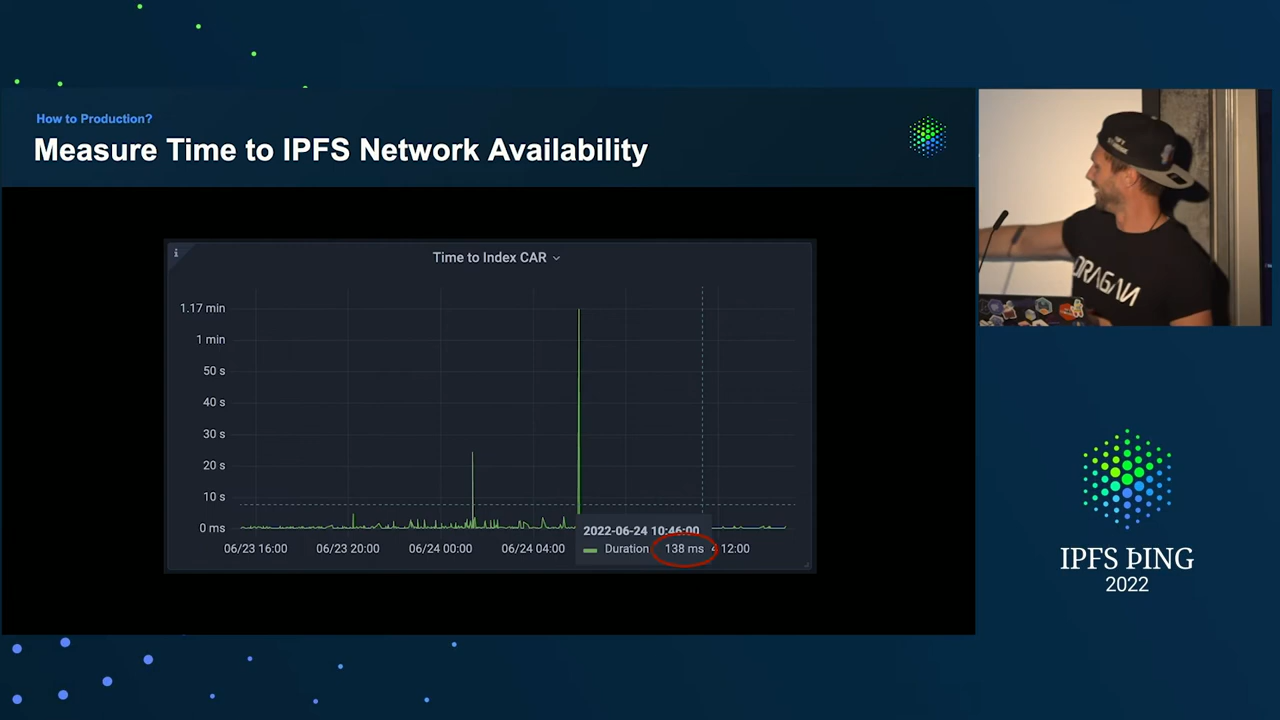 How to Production?
Measure Time to IPFS Network Availability
i
Time to Index CAR
1.17 min
1 min
50 s
40 s
30 s
20 s
10 s
0 ms
06/23 16:00
06/23 20:00
06/24 00:00
06/24 04:00
4 12:00
2022-06-24 10:46:00
Duration
138 ms
DRAGAN
IPFS ÞING
2022